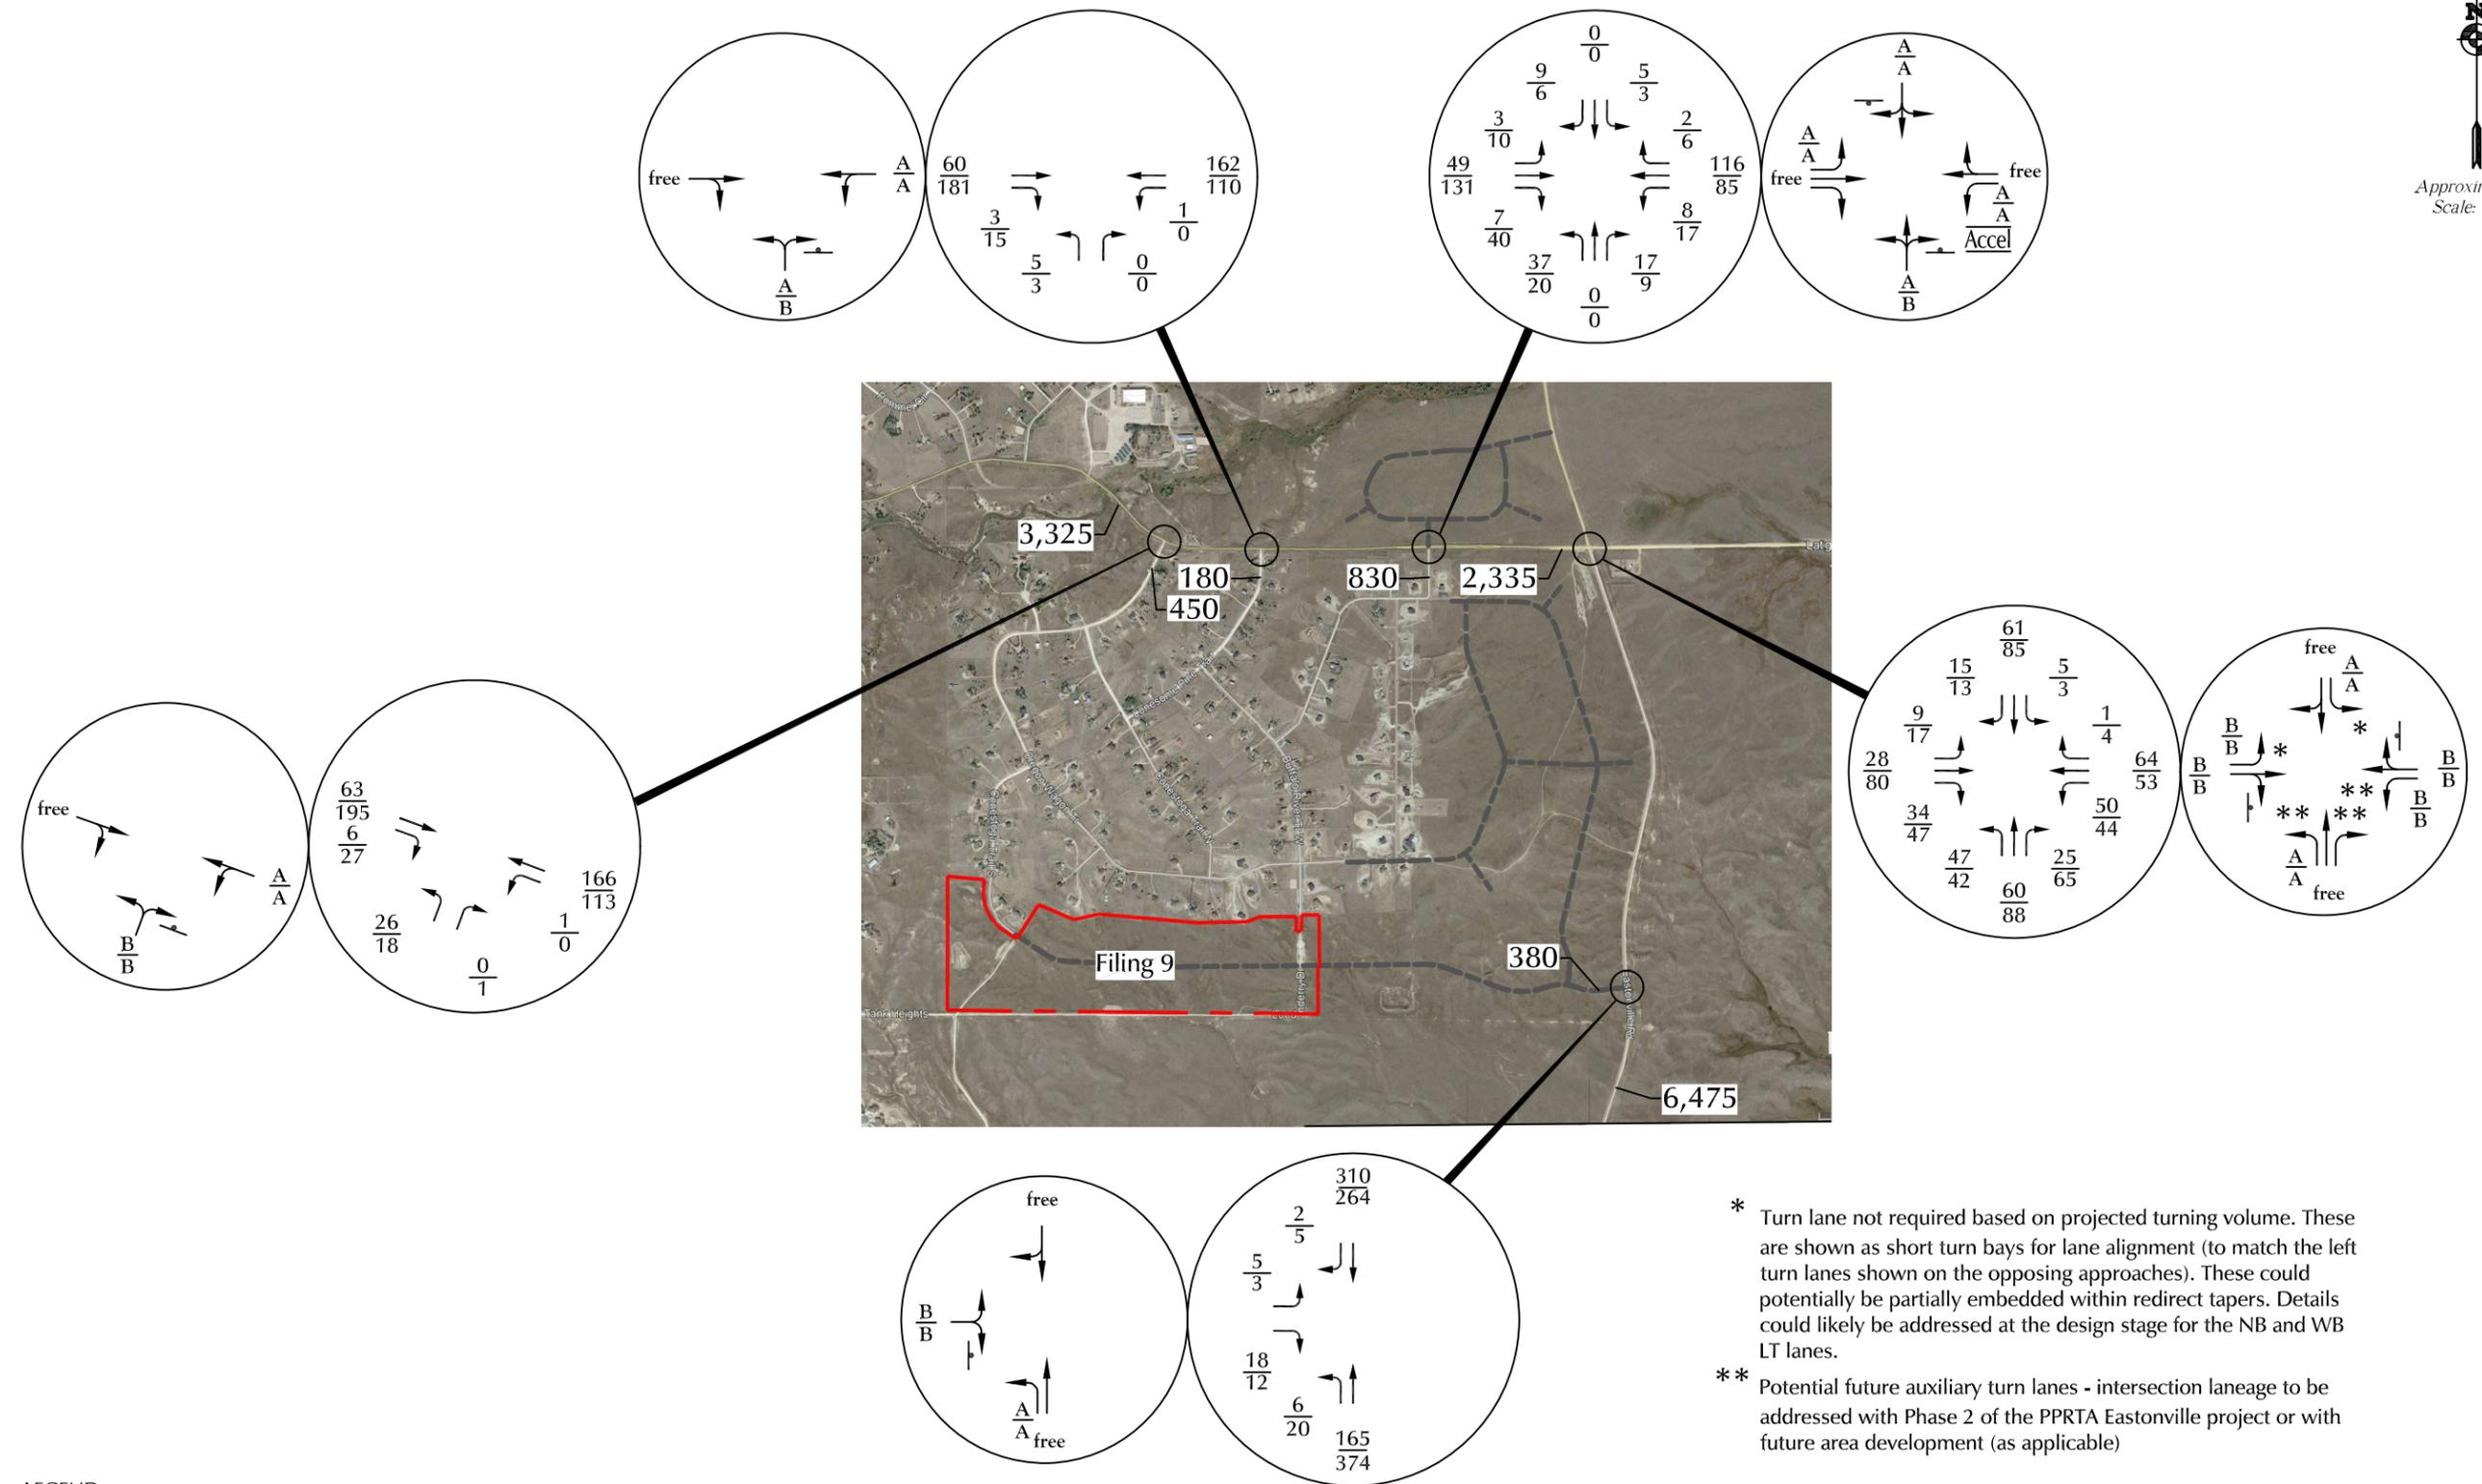 N
Approxin
Scale:
free
A
A
A
B
60
181
162
110
3
15
1
0
5
3
0
0
0
0
9
6
5
3
3
10
2
6
49
131
116
85
7
40
8
17
37
20
17
9
0
0
A
A
A
A
free
free
A
A
Accel
A
B
3,325
180
450
830
2,335
Filing 9
Tank Heights
380
6,475
free
A
A
B
B
63
195
6
27
166
113
1
0
26
18
0
1
61
85
15
13
5
3
9
17
1
4
28
80
64
53
34
47
50
44
47
42
25
65
60
88
free
A
A
B
B
*
*
B
B
B
B
**
B
B
**
**
A
A
free
free
B
B
A
A
free
310
264
2
5
5
3
18
12
6
20
165
374
* Turn lane not required based on projected turning volume. These
are shown as short turn bays for lane alignment (to match the left
turn lanes shown on the opposing approaches). These could
potentially be partially embedded within redirect tapers. Details
could likely be addressed at the design stage for the NB and WB
LT lanes.
** Potential future auxiliary turn lanes - intersection laneage to be
addressed with Phase 2 of the PPRTA Eastonville project or with
future area development (as applicable)